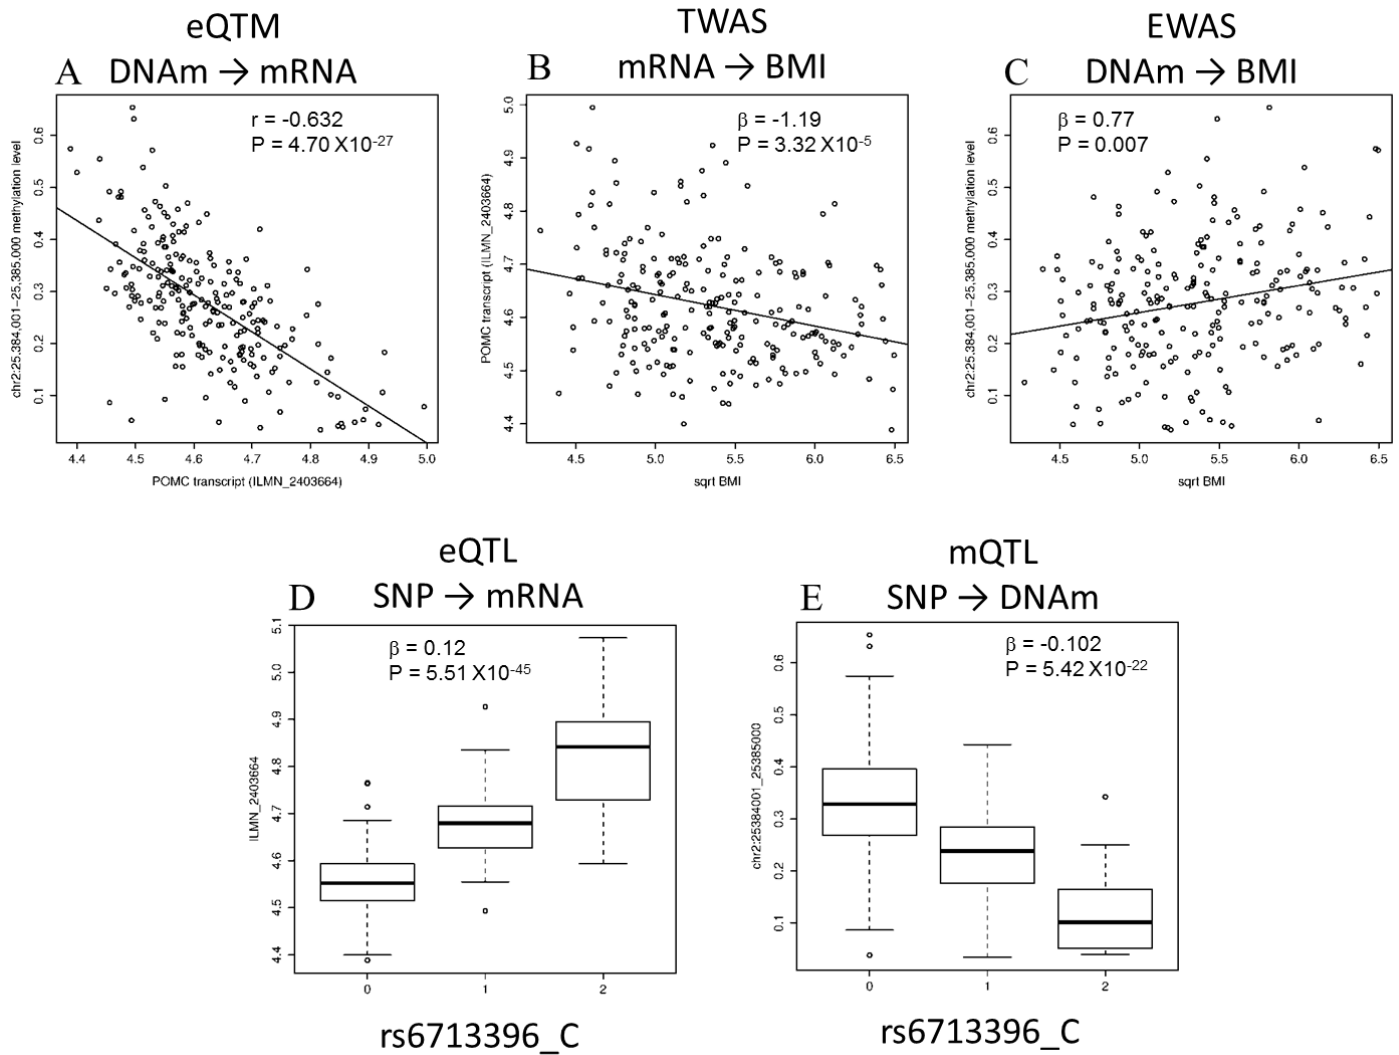 eQTM
A DNAm → mRNA
r = -0.632
P = 4.70 X10-27
chr2:25.384.001–25.385.000 methylation level
0.1 0.2 0.3 0.4 0.5 0.6
4.4 4.5 4.6 4.7 4.8 4.9 5.0
POMC transcript (ILMN_2403664)
TWAS
B mRNA → BMI
β = -1.19
P = 3.32 X10-5
POMC transcript (ILMN_2403664)
4.4 4.5 4.6 4.7 4.8 4.9 5.0
4.5 5.0 5.5 6.0 6.5
sqrt BMI
EWAS
C DNAm → BMI
β = 0.77
P = 0.007
chr2:25.384.001–25.385.000 methylation level
0.1 0.2 0.3 0.4 0.5 0.6
4.5 5.0 5.5 6.0 6.5
sqrt BMI
eQTL
D SNP → mRNA
β = 0.12
P = 5.51 X10-45
ILMN_2403664
4.4 4.5 4.6 4.7 4.8 4.9 5.0 5.1
0 1 2
rs6713396_C
mQTL
E SNP → DNAm
β = -0.102
P = 5.42 X10-22
chr2:25384001_25385000
0.1 0.2 0.3 0.4 0.5 0.6
0 1 2
rs6713396_C